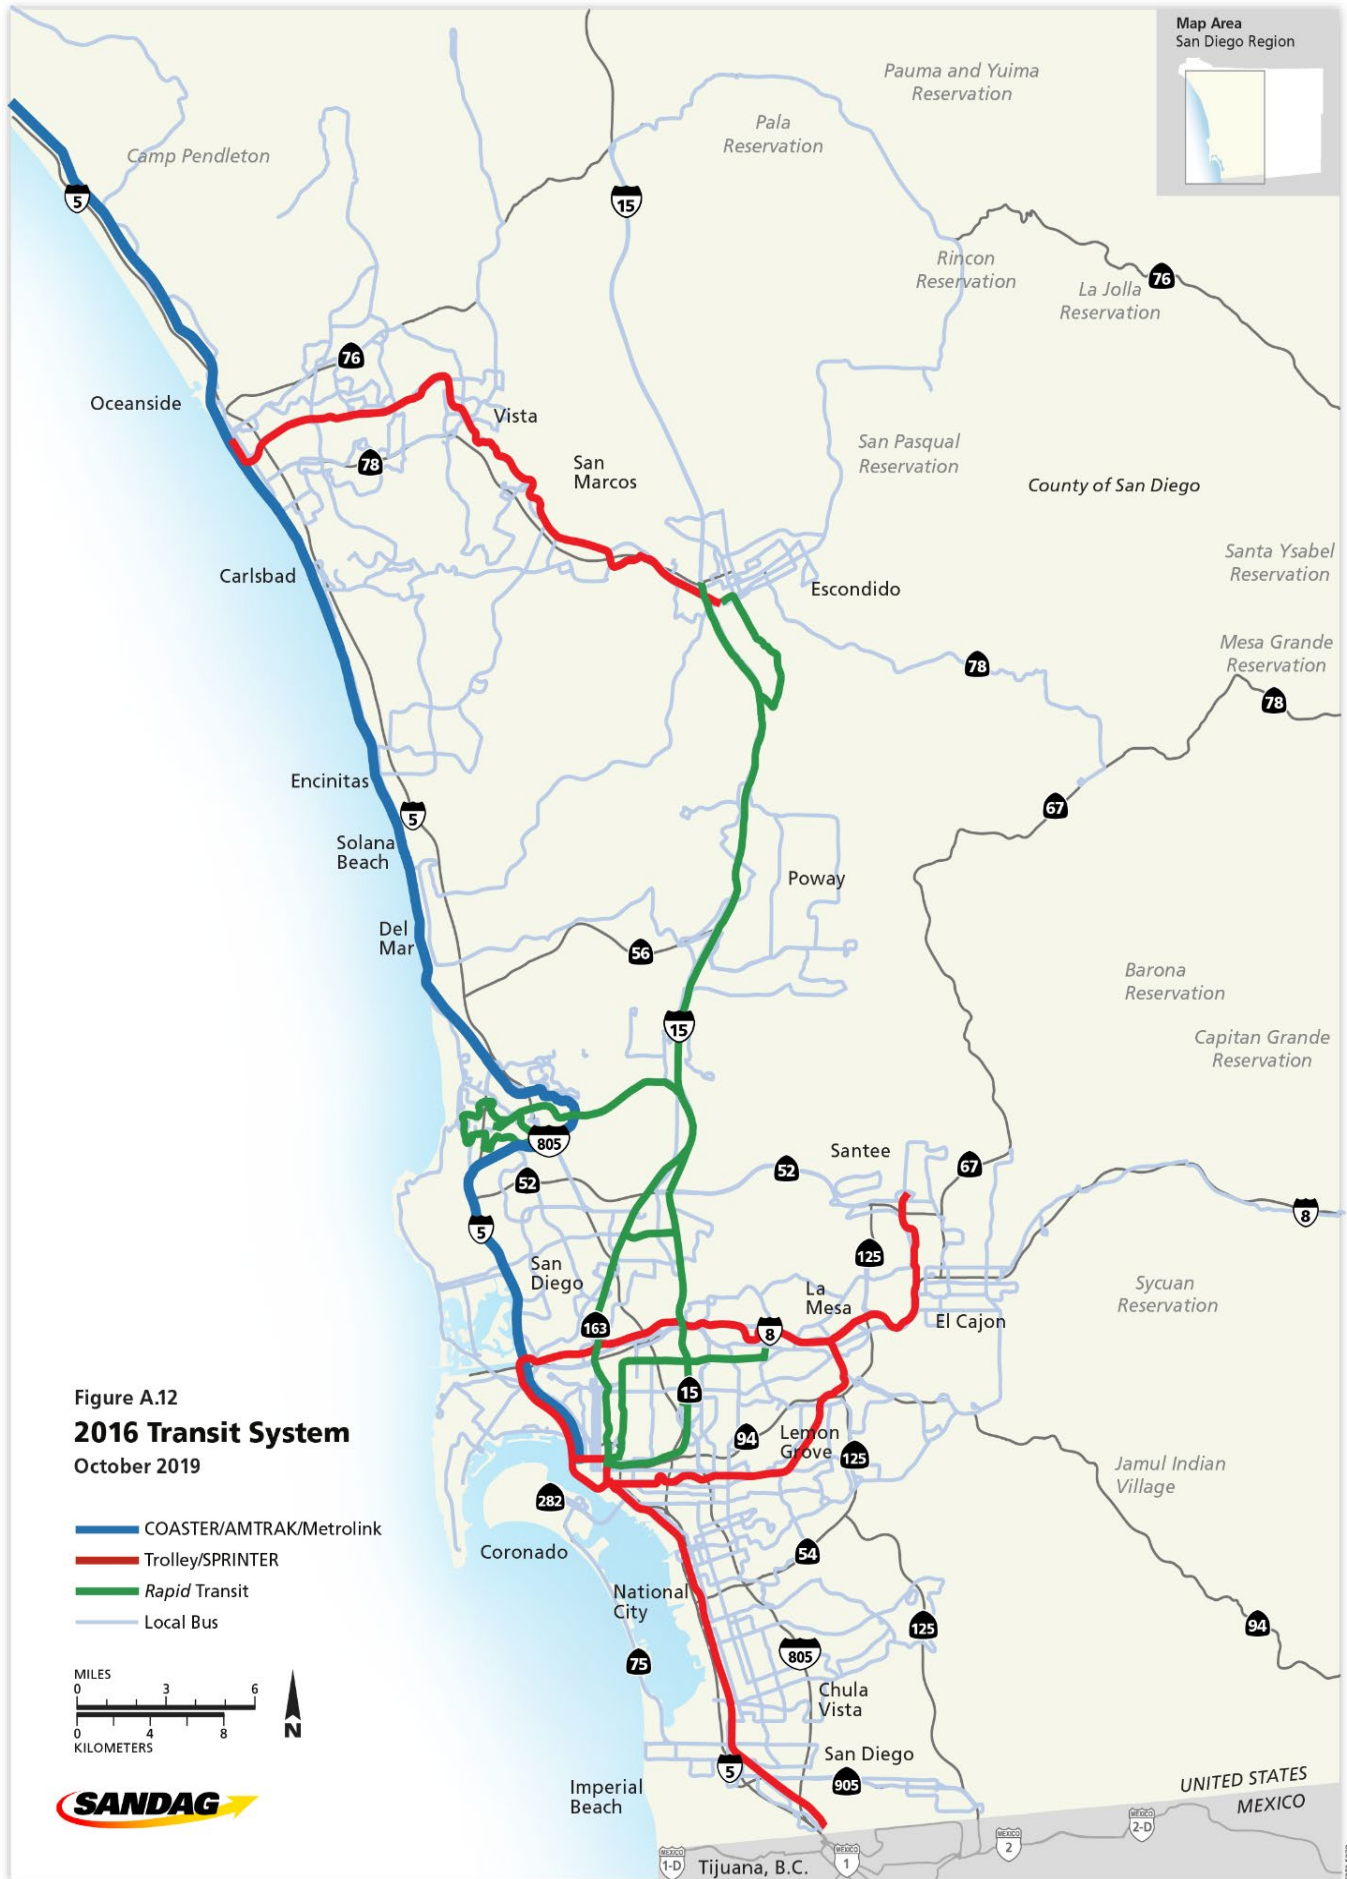 Map Area
San Diego Region
Pauma and Yuima
Reservation
Pala
Reservation
Camp Pendleton
5
15
Rincon
Reservation
La Jolla
Reservation
76
76
Oceanside
Vista
78
San
Marcos
San Pasqual
Reservation
County of San Diego
Santa Ysabel
Reservation
Carlsbad
Escondido
Mesa Grande
Reservation
78
78
Encinitas
5
67
Solana
Beach
Poway
Del
Mar
56
Barona
Reservation
15
Capitan Grande
Reservation
805
Santee
52
52
67
5
8
125
San
Diego
La
Mesa
Sycuan
Reservation
El Cajon
163
8
15
Figure A.12
2016 Transit System
October 2019
94
Lemon
Grove
125
Jamul Indian
Village
282
COASTER/AMTRAK/Metrolink
Trolley/SPRINTER
Rapid Transit
Local Bus
Coronado
54
National
City
125
94
75
805
MILES
0 3 6
0 4 8
KILOMETERS
N
Chula
Vista
San Diego
5
905
SANDAG
Imperial
Beach
UNITED STATES
MEXICO
MEXICO
2-D
MEXICO
2
MEXICO
1-D
Tijuana, B.C.
MEXICO
1